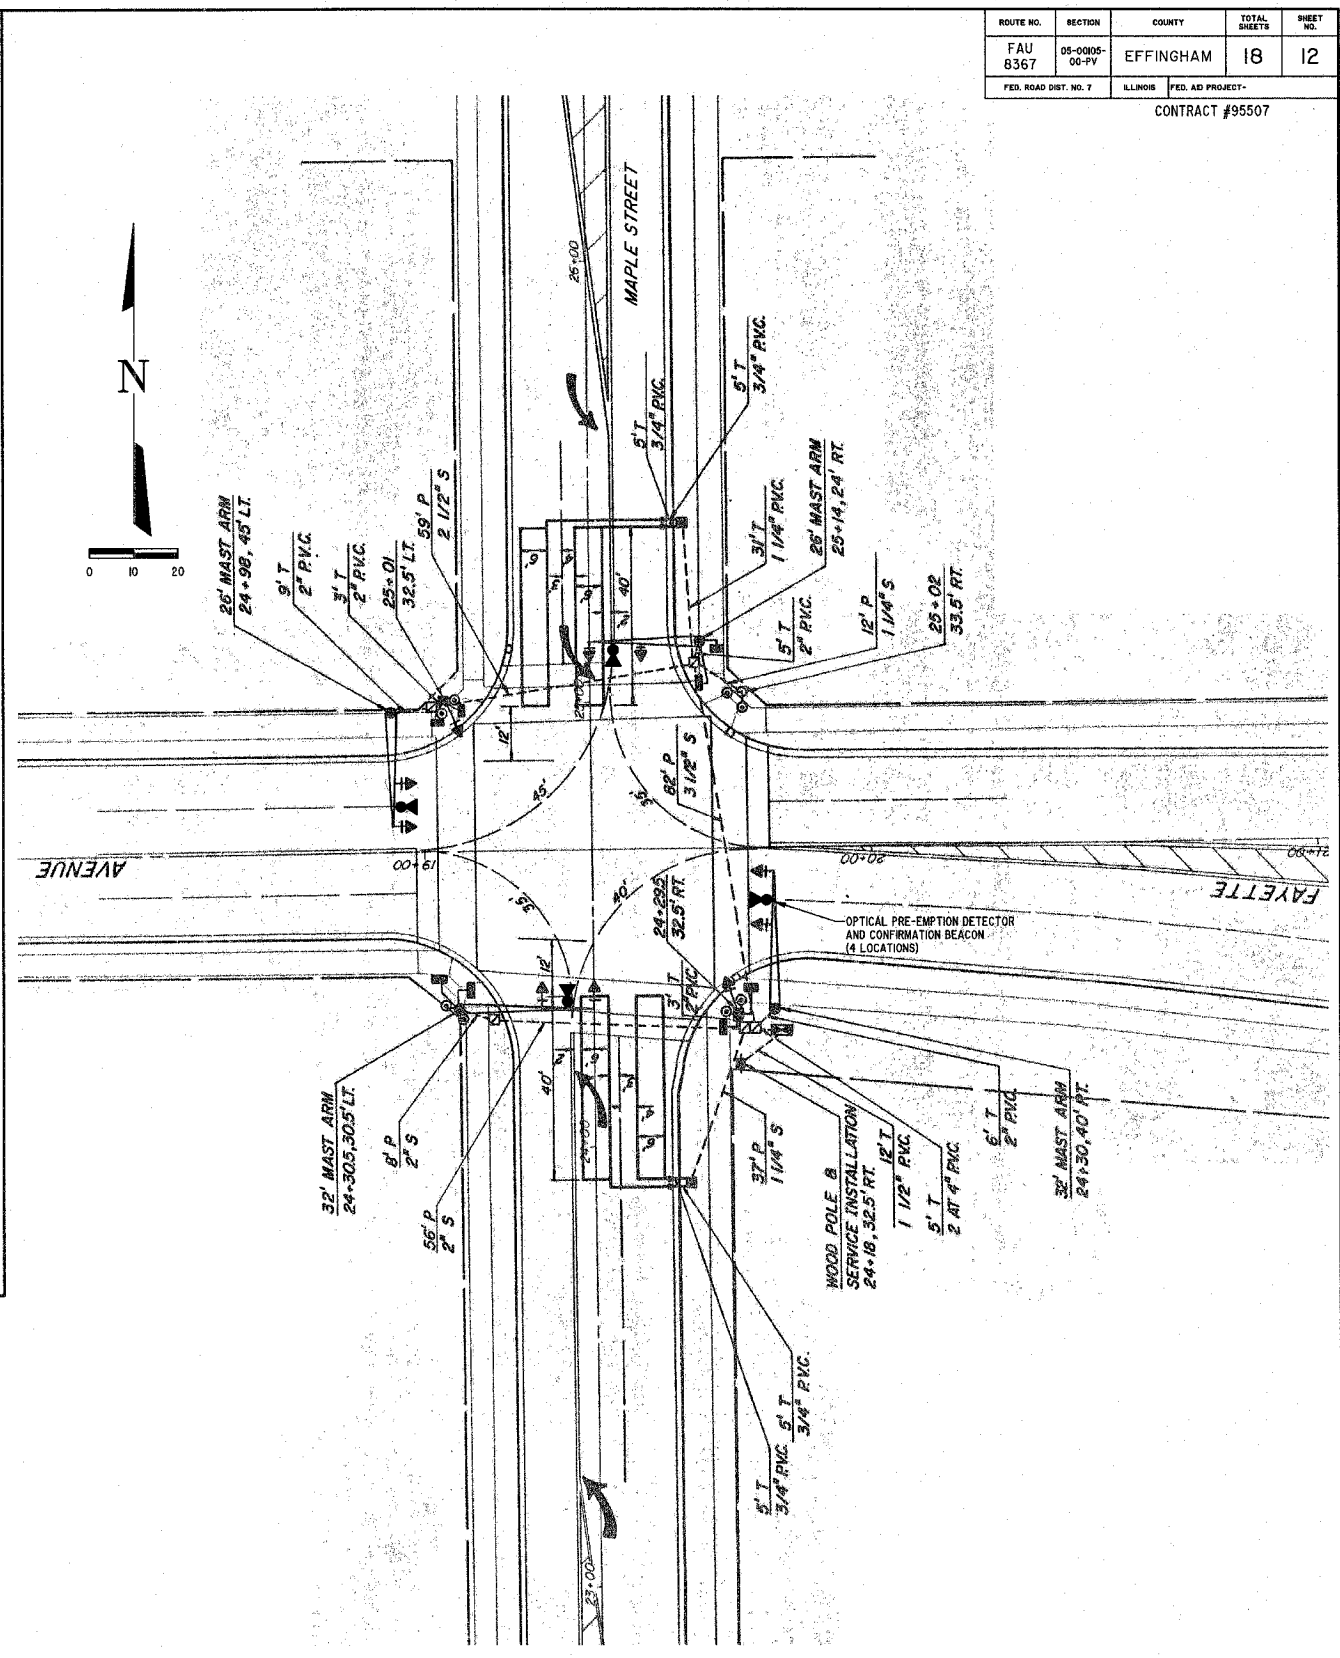 ROUTE NO. SECTION COUNTY TOTAL SHEETS SHEET NO.
FAU 8367 05-00105-00-PV EFFINGHAM 18 12
FED. ROAD DIST. NO. 7 ILLINOIS FED. AID PROJECT-
CONTRACT #95507
MAPLE STREET
26+00
N
0 10 20
26' MAST ARM
24+98, 45' LT.
9' T
2" P.V.C.
3' T
2" P.V.C.
25+01
32.5' LT.
59' P
2 1/2" S
5' T
3/4" P.V.C.
5' T
3/4" P.V.C.
31' T
1 1/4" P.V.C.
26' MAST ARM
25+14, 24' RT.
5' T
2" P.V.C.
12' P
1 1/4" S
25+02
33.5' RT.
6'
6'
40'
12'
45'
35'
82' P
3 1/2" S
AVENUE
19+00
20+00
21+00
FAYETTE
35'
40'
24+29.5
32.5' RT.
OPTICAL PRE-EMPTION DETECTOR
AND CONFIRMATION BEACON
(4 LOCATIONS)
12'
3' T
2" P.V.C.
40'
24+00
32' MAST ARM
24+30.5, 30.5' LT.
8' P
2" S
56' P
2" S
37' P
1 1/4" S
WOOD POLE &
SERVICE INSTALLATION
24+18, 32.5' RT.
12' T
1 1/2" P.V.C.
5' T
2 AT 4" P.V.C.
6' T
2" P.V.C.
32' MAST ARM
24+30, 40' RT.
5' T
3/4" P.V.C.
5' T
3/4" P.V.C.
23+00